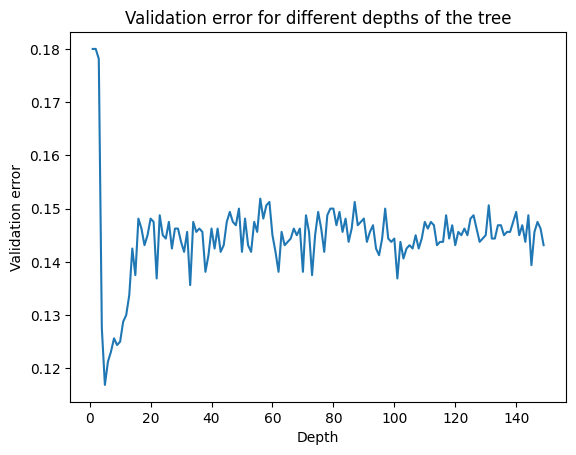 Validation error for different depths of the tree
0.18
0.17
0.16
0.15
0.14
0.13
0.12
Validation error
0 20 40 60 80 100 120 140
Depth